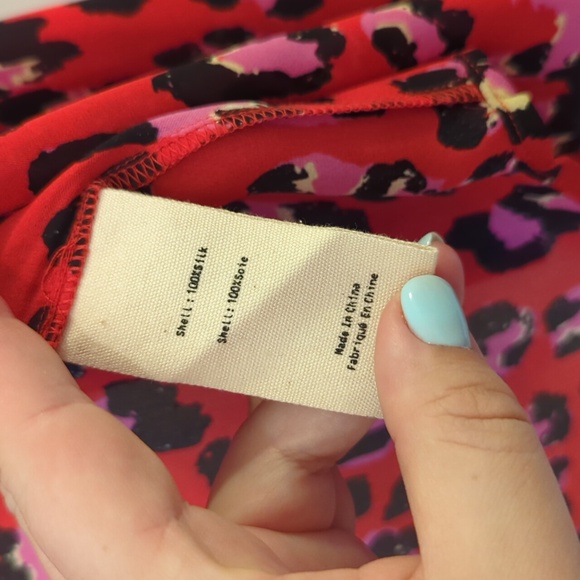 Shell : 100%Silk
Shell: 100%Soie
Made In China
Fabriqué En Chine